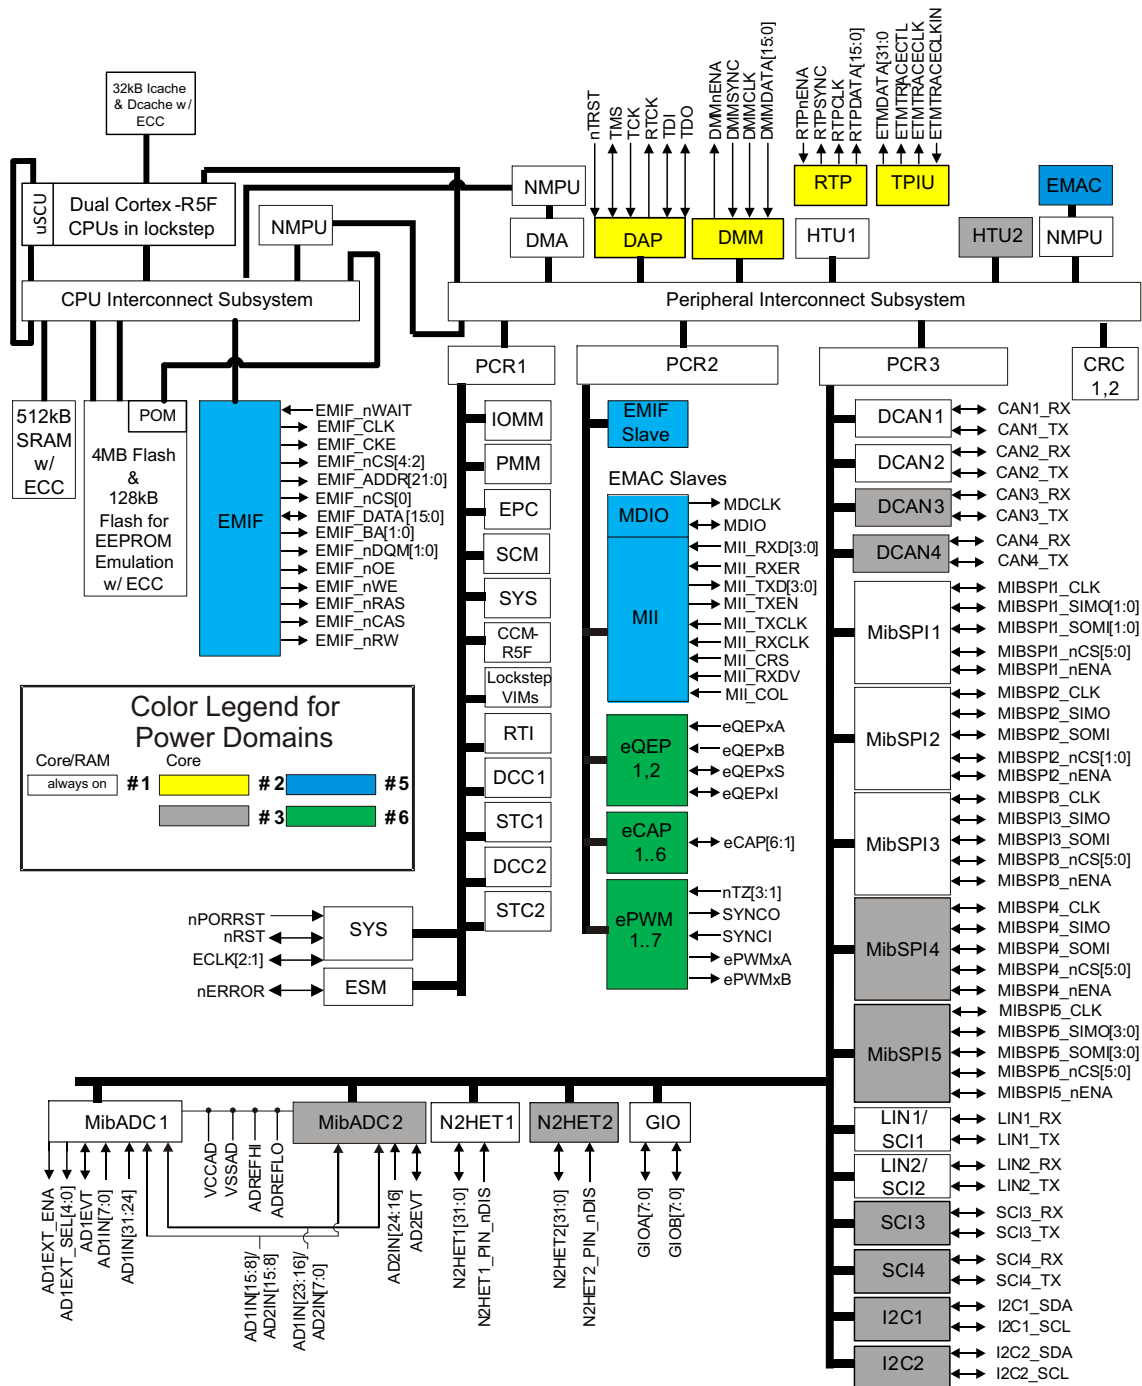 32kB Icache
& Dcache w/
ECC
uSCU
Dual Cortex-R5F
CPUs in lockstep
NMPU
NMPU
DMA
nTRST
TMS
TCK
RTCK
TDI
TDO
DAP
DMMnENA
DMMSYNC
DMMCLK
DMMDATA[15:0]
DMM
RTPnENA
RTPSYNC
RTPCLK
RTPDATA[15:0]
RTP
ETMDATA[31:0]
ETMTRACECTL
ETMTRACECLK
ETMTRACECLKIN
TPIU
HTU1
HTU2
EMAC
NMPU
CPU Interconnect Subsystem
Peripheral Interconnect Subsystem
PCR1
PCR2
PCR3
CRC
1,2
512kB
SRAM
w/
ECC
POM
4MB Flash
&
128kB
Flash for
EEPROM
Emulation
w/ ECC
EMIF
EMIF_nWAIT
EMIF_CLK
EMIF_CKE
EMIF_nCS[4:2]
EMIF_ADDR[21:0]
EMIF_nCS[0]
EMIF_DATA[15:0]
EMIF_BA[1:0]
EMIF_nDQM[1:0]
EMIF_nOE
EMIF_nWE
EMIF_nRAS
EMIF_nCAS
EMIF_nRW
IOMM
PMM
EPC
SCM
SYS
CCM-
R5F
Lockstep
VIMs
RTI
DCC1
STC1
DCC2
STC2
EMIF
Slave
EMAC Slaves
MDIO
MDCLK
MDIO
MII
MII_RXD[3:0]
MII_RXER
MII_TXD[3:0]
MII_TXEN
MII_TXCLK
MII_RXCLK
MII_CRS
MII_RXDV
MII_COL
eQEP
1,2
eQEPxA
eQEPxB
eQEPxS
eQEPxI
eCAP
1..6
eCAP[6:1]
ePWM
1..7
nTZ[3:1]
SYNCO
SYNCI
ePWMxA
ePWMxB
Color Legend for
Power Domains
Core/RAM
Core
always on
#1
#2
#5
#3
#6
nPORRST
nRST
ECLK[2:1]
SYS
nERROR
ESM
DCAN1
CAN1_RX
CAN1_TX
DCAN2
CAN2_RX
CAN2_TX
DCAN3
CAN3_RX
CAN3_TX
DCAN4
CAN4_RX
CAN4_TX
MibSPI1
MIBSPI1_CLK
MIBSPI1_SIMO[1:0]
MIBSPI1_SOMI[1:0]
MIBSPI1_nCS[5:0]
MIBSPI1_nENA
MibSPI2
MIBSPI2_CLK
MIBSPI2_SIMO
MIBSPI2_SOMI
MIBSPI2_nCS[1:0]
MIBSPI2_nENA
MibSPI3
MIBSPI3_CLK
MIBSPI3_SIMO
MIBSPI3_SOMI
MIBSPI3_nCS[5:0]
MIBSPI3_nENA
MibSPI4
MIBSPI4_CLK
MIBSPI4_SIMO
MIBSPI4_SOMI
MIBSPI4_nCS[5:0]
MIBSPI4_nENA
MibSPI5
MIBSPI5_CLK
MIBSPI5_SIMO[3:0]
MIBSPI5_SOMI[3:0]
MIBSPI5_nCS[5:0]
MIBSPI5_nENA
LIN1/
SCI1
LIN1_RX
LIN1_TX
LIN2/
SCI2
LIN2_RX
LIN2_TX
SCI3
SCI3_RX
SCI3_TX
SCI4
SCI4_RX
SCI4_TX
I2C1
I2C1_SDA
I2C1_SCL
I2C2
I2C2_SDA
I2C2_SCL
MibADC1
MibADC2
N2HET1
N2HET2
GIO
AD1EXT_ENA
AD1EXT_SEL[4:0]
AD1EVT
AD1IN[7:0]
AD1IN[31:24]
VCCAD
VSSAD
ADREFHI
ADREFLO
AD1IN[15:8]/
AD2IN[15:8]
AD1IN[23:16]/
AD2IN[7:0]
AD2IN[24:16]
AD2EVT
N2HET1[31:0]
N2HET1_PIN_nDIS
N2HET2[31:0]
N2HET2_PIN_nDIS
GIOA[7:0]
GIOB[7:0]